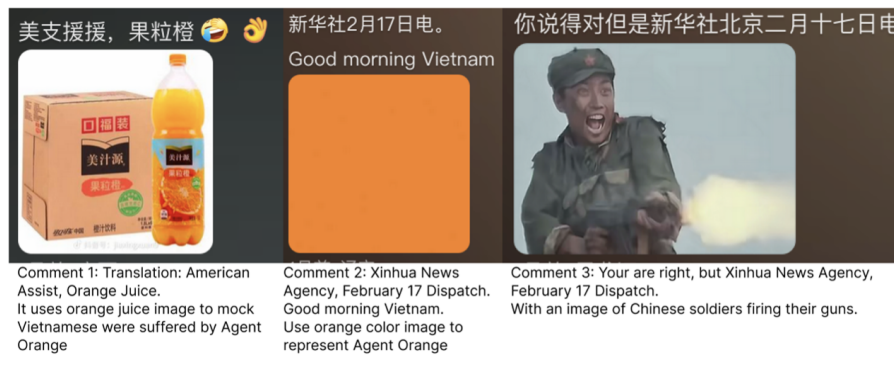 美支援援，果粒橙🤣 👌
口福装
美汁源
果粒橙
美汁源
果粒橙
新华社2月17日电。
Good morning Vietnam
你说得对但是新华社北京二月十七日电
Comment 1: Translation: American
Assist, Orange Juice.
It uses orange juice image to mock
Vietnamese were suffered by Agent
Orange
Comment 2: Xinhua News
Agency, February 17 Dispatch.
Good morning Vietnam.
Use orange color image to
represent Agent Orange
Comment 3: Your are right, but Xinhua News Agency,
February 17 Dispatch.
With an image of Chinese soldiers firing their guns.